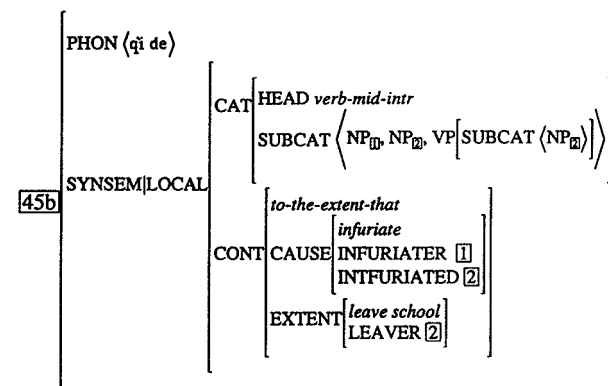 PHON ⟨qǐ de⟩
CAT
HEAD verb-mid-intr
SUBCAT ⟨NP[1], NP[2], VP[SUBCAT ⟨NP[2]⟩]⟩
SYNSEM|LOCAL
45b
to-the-extent-that
infuriate
CONT CAUSE INFURIATER [1]
INTFURIATED [2]
EXTENT leave school
LEAVER [2]